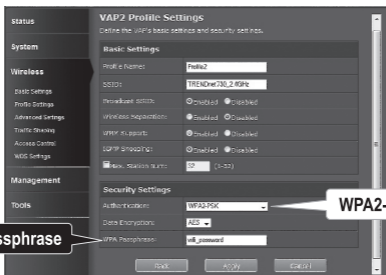 Status
System
Wireless
Basic Settings
Profile Settings
Advanced Settings
Traffic Shaping
Access Control
WDS Settings
Management
Tools
VAP2 Profile Settings
Define the VAP's basic settings and security settings.
Basic Settings
Profile Name: Profile2
SSID: TRENDnet730_2.4GHz
Broadcast SSID: Enabled Disabled
Wireless Separation: Enabled Disabled
WMM Support: Enabled Disabled
IGMP Snooping: Enabled Disabled
Max. Station Num: 32 (1-32)
Security Settings
Authentication: WPA2-PSK
Data Encryption: AES
WPA Passphrase: wifi_password
Back Apply Cancel
WPA2-
ssphrase